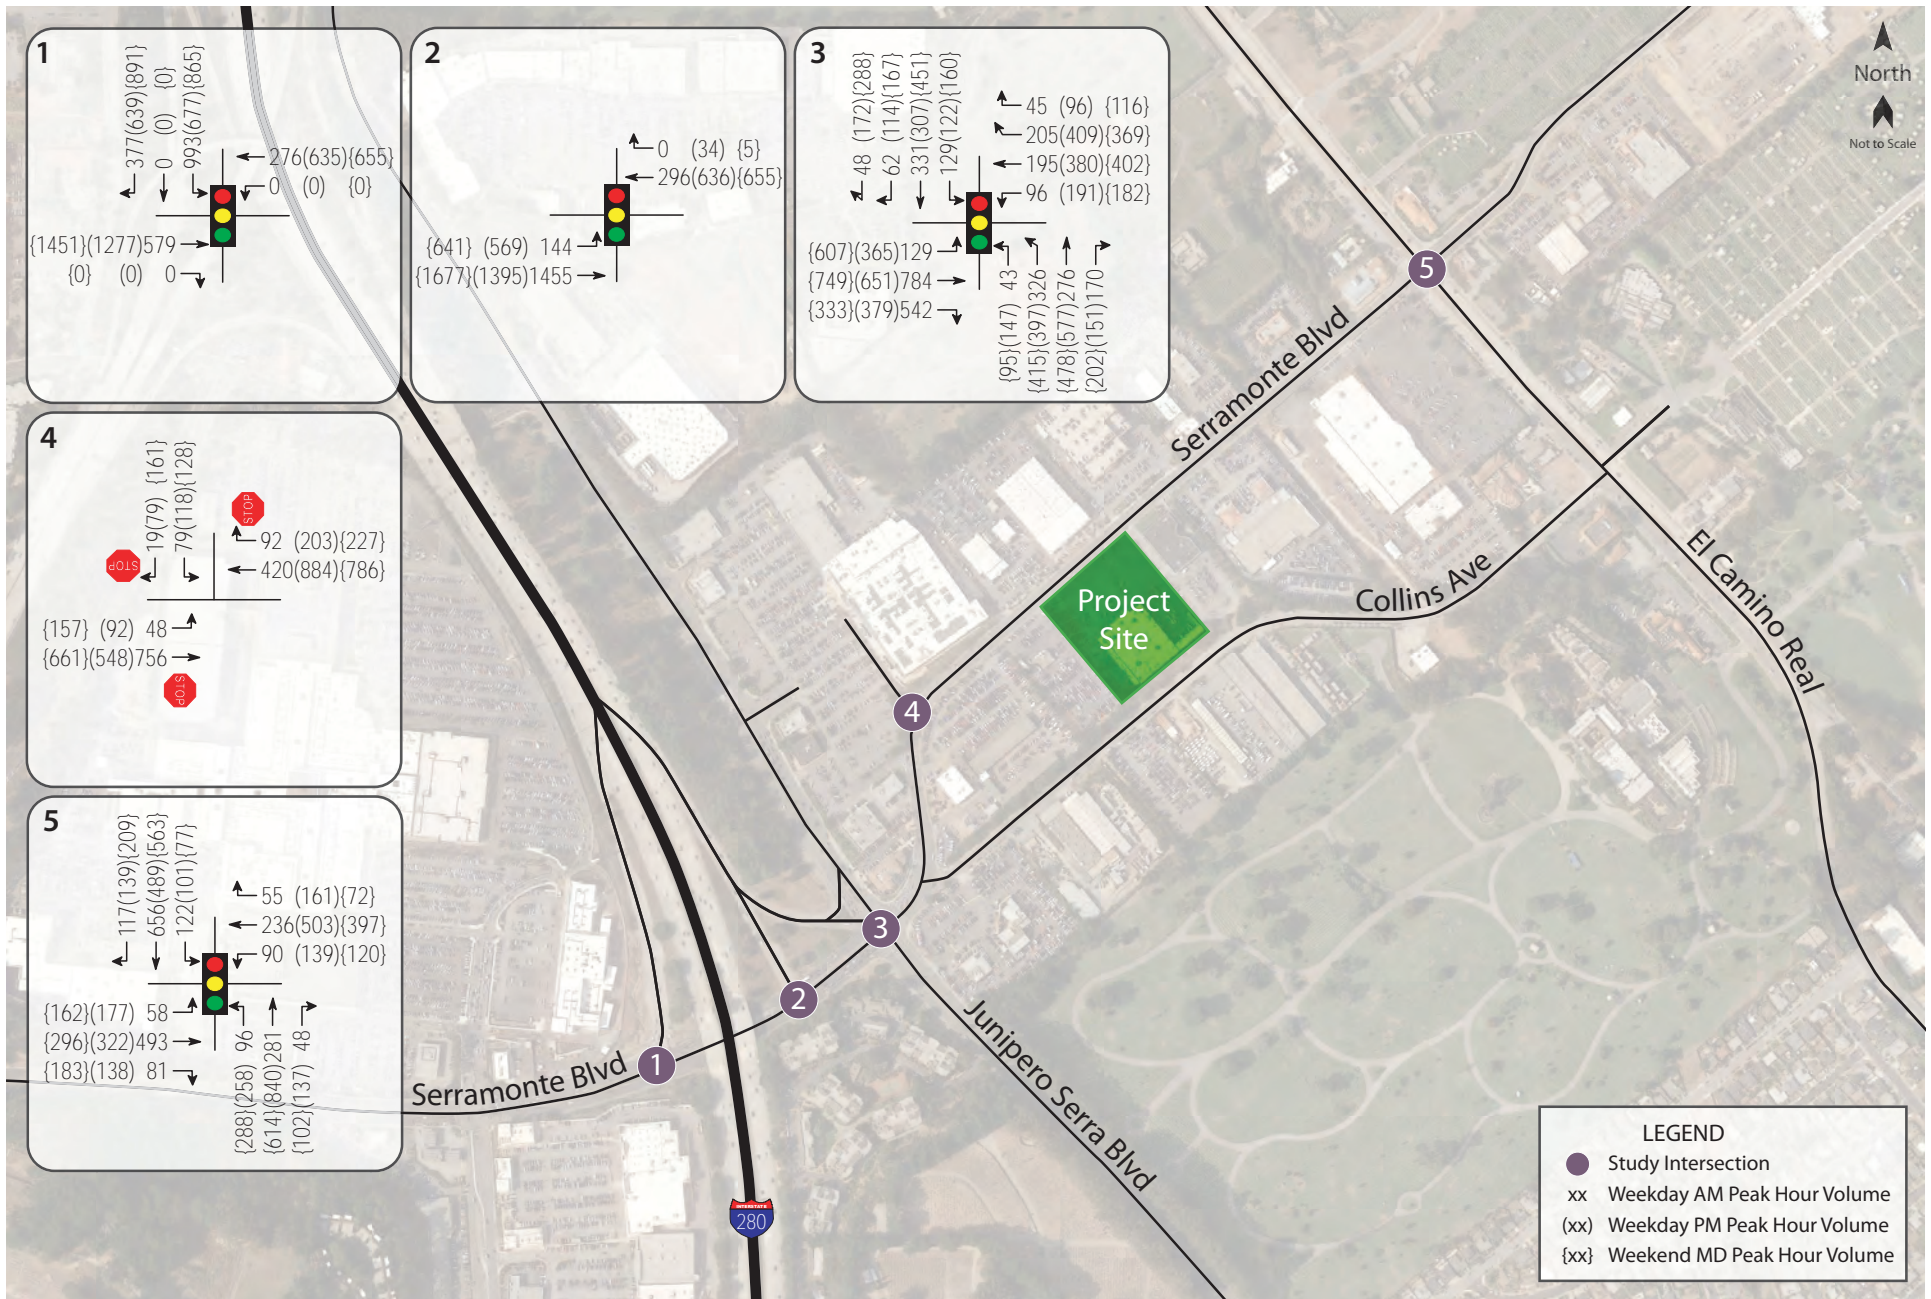 1
377(639){891}
0 (0) {0}
993(677){865}
276(635){655}
0 (0) {0}
{1451}(1277)579
{0} (0) 0
2
0 (34) {5}
296(636){655}
{641} (569) 144
{1677}(1395)1455
3
48 (172){288}
62 (114){167}
331(307){451}
129(122){160}
45 (96) {116}
205(409){369}
195(380){402}
96 (191){182}
{607}(365)129
{749}(651)784
{333}(379)542
{95}(147) 43
{415}(397)326
{478}(577)276
{202}(151)170
North
Not to Scale
4
19(79) {161}
79(118){128}
STOP
92 (203){227}
420(884){786}
STOP
{157} (92) 48
{661}(548)756
STOP
5
117(139){209}
656(489){563}
122(101){77}
55 (161){72}
236(503){397}
90 (139){120}
{162}(177) 58
{296}(322)493
{183}(138) 81
{288}(258) 96
{614}(840)281
{102}(137) 48
5
Serramonte Blvd
El Camino Real
Collins Ave
Project
Site
4
3
2
1
Serramonte Blvd
Junipero Serra Blvd
INTERSTATE
280
LEGEND
Study Intersection
xx Weekday AM Peak Hour Volume
(xx) Weekday PM Peak Hour Volume
{xx} Weekend MD Peak Hour Volume